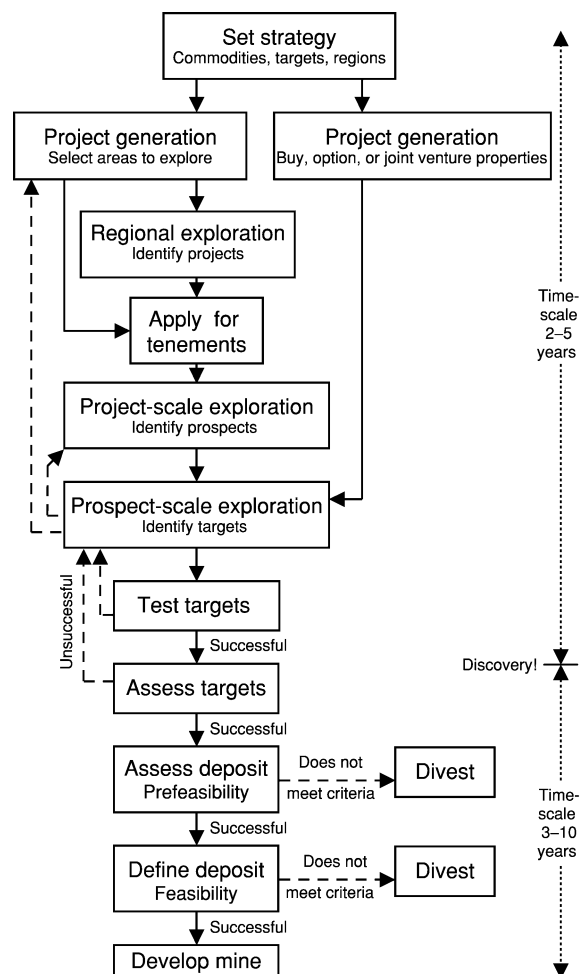 Set strategy
Commodities, targets, regions
Project generation
Select areas to explore
Project generation
Buy, option, or joint venture properties
Regional exploration
Identify projects
Apply for
tenements
Time-
scale
2–5
years
Project-scale exploration
Identify prospects
Prospect-scale exploration
Identify targets
Unsuccessful
Test targets
Successful
Discovery!
Assess targets
Successful
Assess deposit
Prefeasibility
Does not
meet criteria
Divest
Time-
scale
3–10
years
Successful
Define deposit
Feasibility
Does not
meet criteria
Divest
Successful
Develop mine